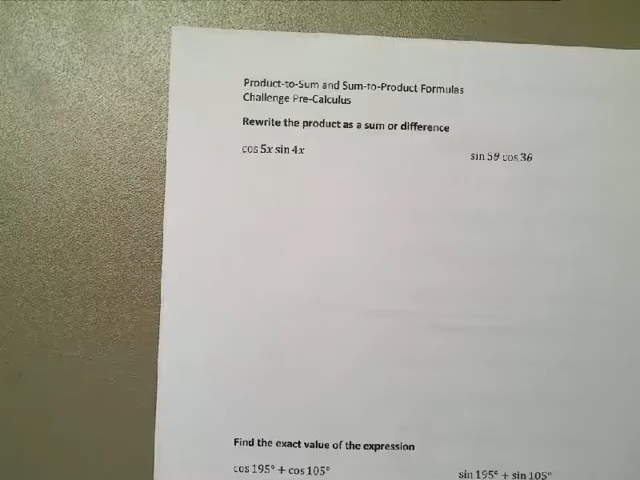 Product-to-Sum and Sum-to-Product Formulas
Challenge Pre-Calculus
Rewrite the product as a sum or difference
cos 5x sin 4x
sin 5θ cos 3θ
Find the exact value of the expression
cos 195° + cos 105°
sin 195° + sin 105°